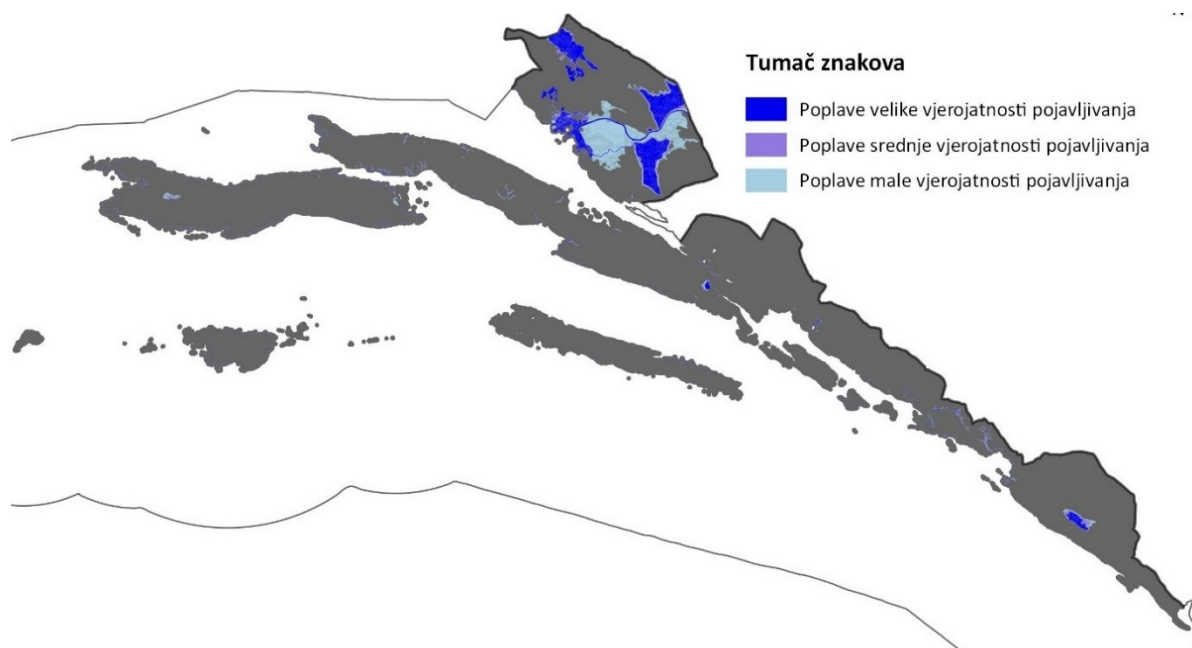 Tumač znakova
Poplave velike vjerojatnosti pojavljivanja
Poplave srednje vjerojatnosti pojavljivanja
Poplave male vjerojatnosti pojavljivanja